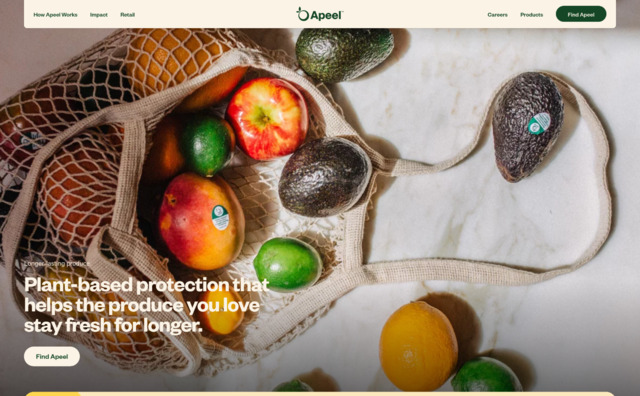 How Apeel Works
Impact
Retail
Apeel
Careers
Products
Find Apeel
Longer-lasting produce.
Plant-based protection that
helps the produce you love
stay fresh for longer.
Find Apeel